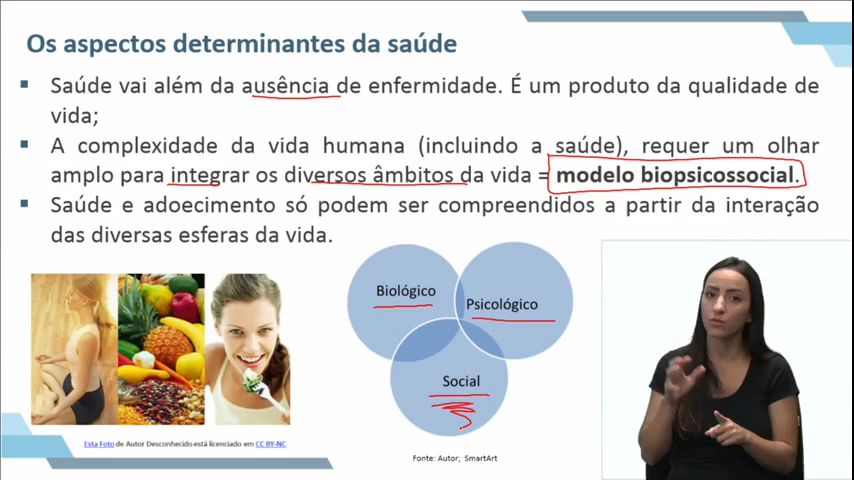 Os aspectos determinantes da saúde
Saúde vai além da ausência de enfermidade. É um produto da qualidade de
vida;
A complexidade da vida humana (incluindo a saúde), requer um olhar
amplo para integrar os diversos âmbitos da vida = modelo biopsicossocial.
Saúde e adoecimento só podem ser compreendidos a partir da interação
das diversas esferas da vida.
Biológico
Psicológico
Social
Esta Foto de Autor Desconhecido está licenciado em CC BY-NC
Fonte: Autor; SmartArt